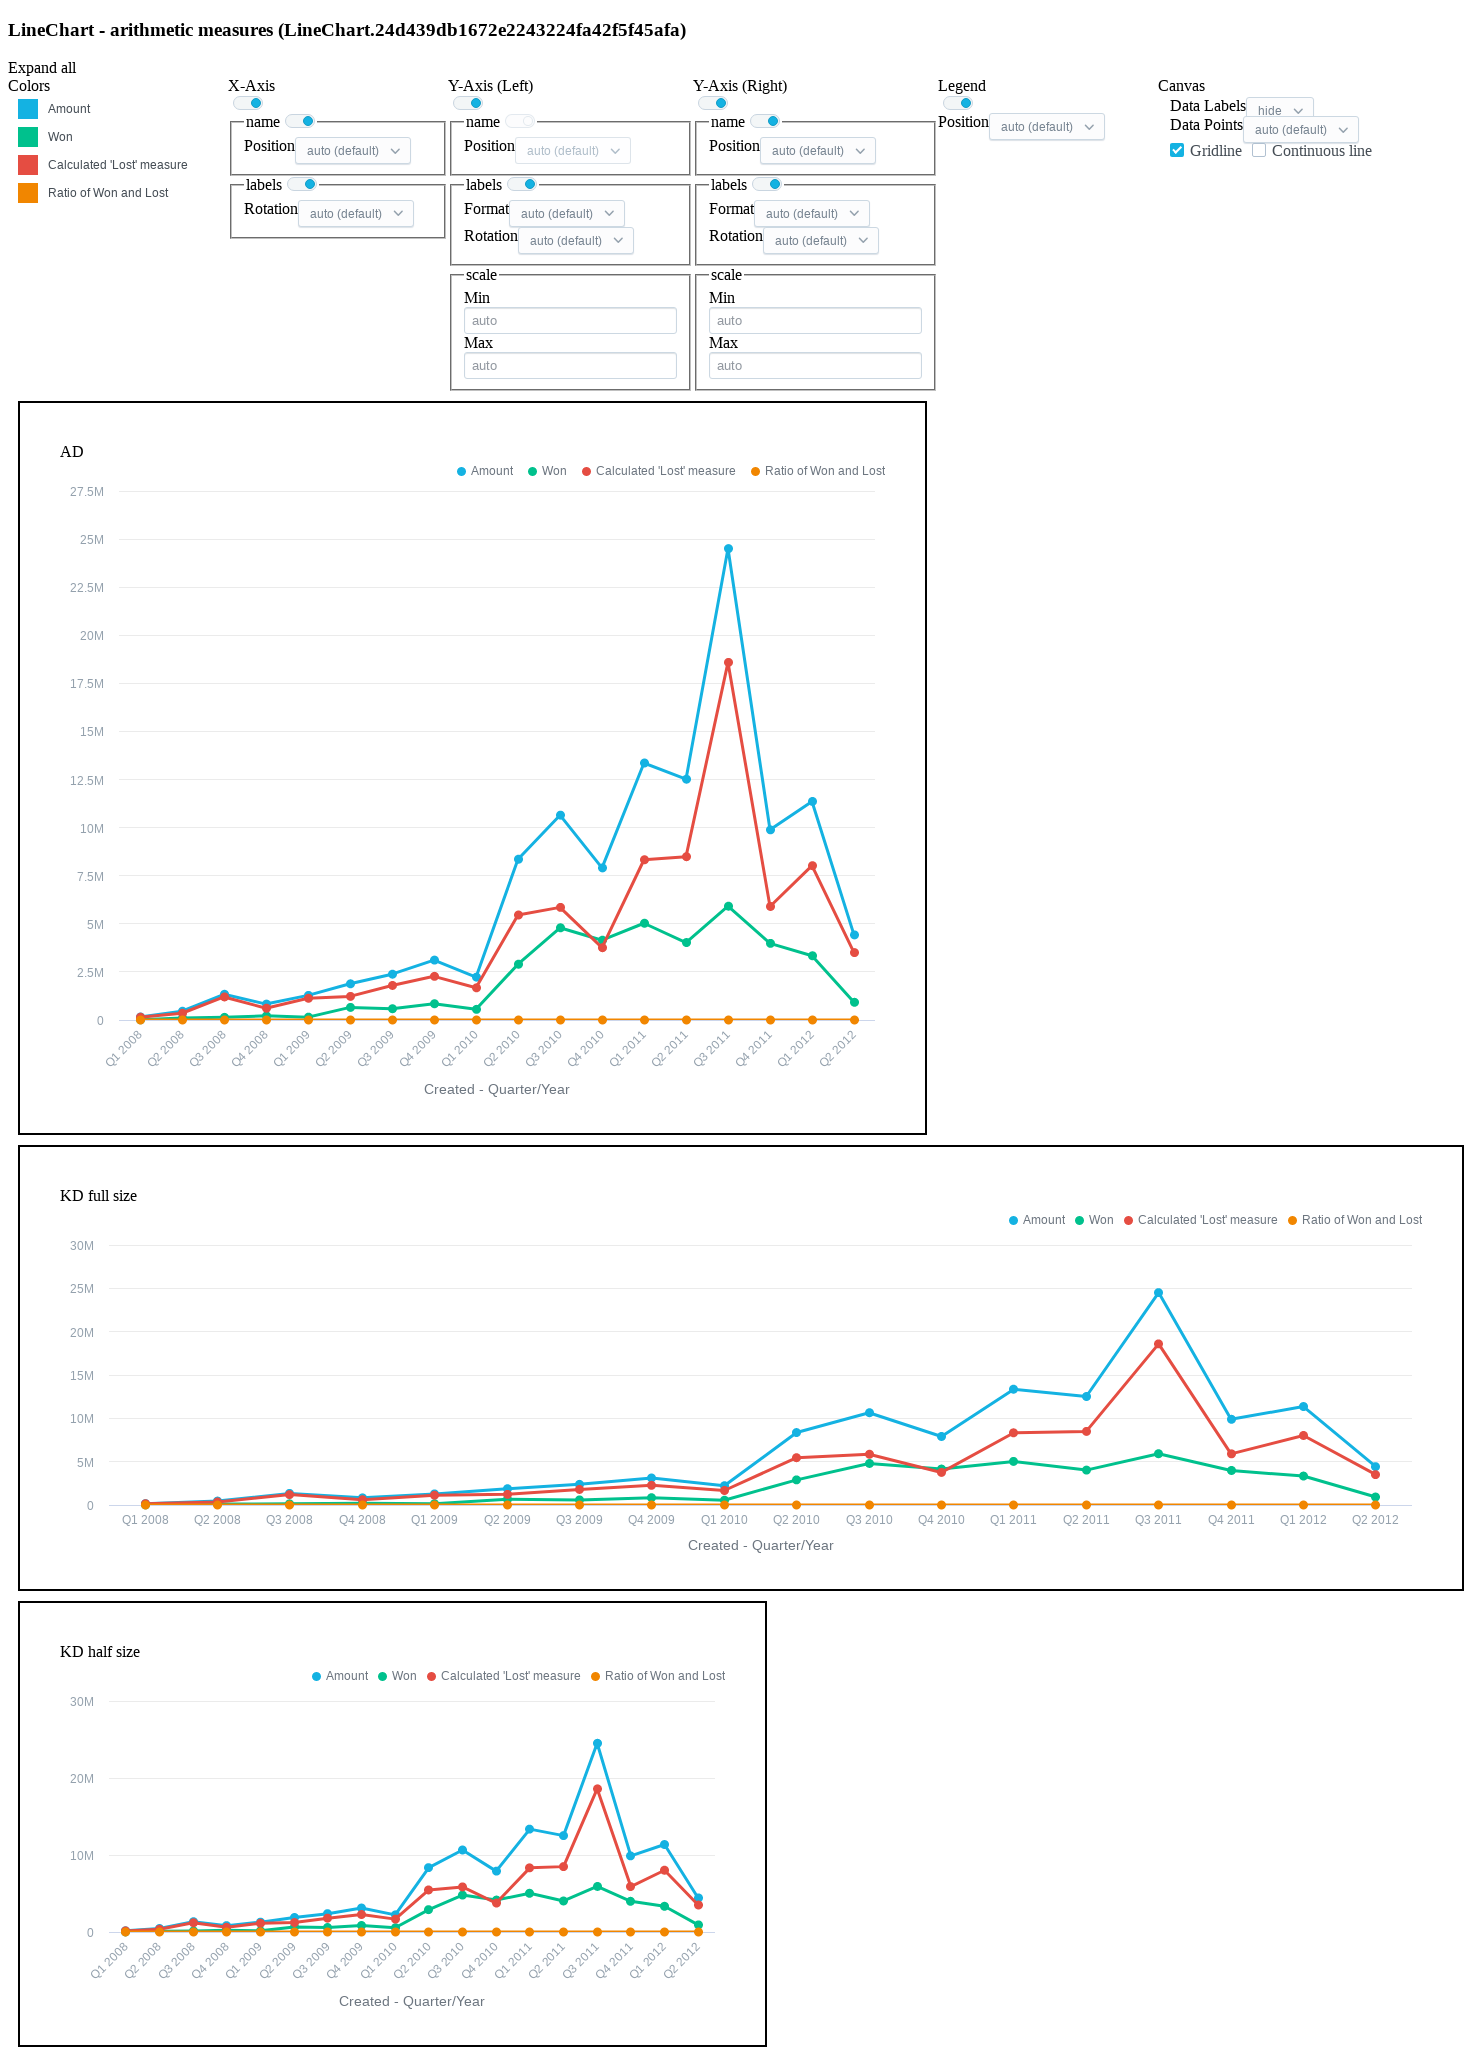 LineChart - arithmetic measures (LineChart.24d439db1672e2243224fa42f5f45afa)
Expand all
Colors
Amount
Won
Calculated 'Lost' measure
Ratio of Won and Lost
X-Axis
name
Position auto (default)
labels
Rotation auto (default)
Y-Axis (Left)
name
Position auto (default)
labels
Format auto (default)
Rotation auto (default)
scale
Min
auto
Max
auto
Y-Axis (Right)
name
Position auto (default)
labels
Format auto (default)
Rotation auto (default)
scale
Min
auto
Max
auto
Legend
Position auto (default)
Canvas
Data Labels hide
Data Points auto (default)
Gridline Continuous line
AD
Amount Won Calculated 'Lost' measure Ratio of Won and Lost
27.5M
25M
22.5M
20M
17.5M
15M
12.5M
10M
7.5M
5M
2.5M
0
Q1 2008 Q2 2008 Q3 2008 Q4 2008 Q1 2009 Q2 2009 Q3 2009 Q4 2009 Q1 2010 Q2 2010 Q3 2010 Q4 2010 Q1 2011 Q2 2011 Q3 2011 Q4 2011 Q1 2012 Q2 2012
Created - Quarter/Year
KD full size
Amount Won Calculated 'Lost' measure Ratio of Won and Lost
30M
25M
20M
15M
10M
5M
0
Q1 2008 Q2 2008 Q3 2008 Q4 2008 Q1 2009 Q2 2009 Q3 2009 Q4 2009 Q1 2010 Q2 2010 Q3 2010 Q4 2010 Q1 2011 Q2 2011 Q3 2011 Q4 2011 Q1 2012 Q2 2012
Created - Quarter/Year
KD half size
Amount Won Calculated 'Lost' measure Ratio of Won and Lost
30M
20M
10M
0
Q1 2008 Q2 2008 Q3 2008 Q4 2008 Q1 2009 Q2 2009 Q3 2009 Q4 2009 Q1 2010 Q2 2010 Q3 2010 Q4 2010 Q1 2011 Q2 2011 Q3 2011 Q4 2011 Q1 2012 Q2 2012
Created - Quarter/Year